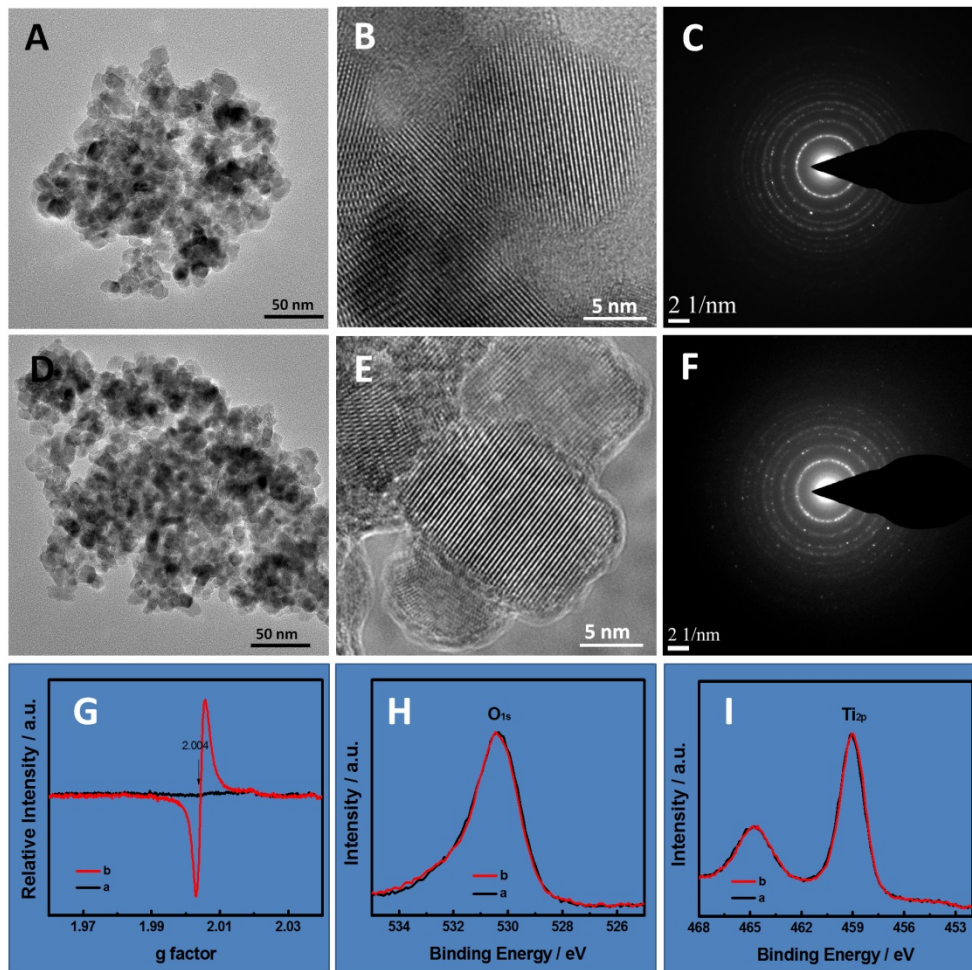 A
50 nm
B
5 nm
C
2 1/nm
D
50 nm
E
5 nm
F
2 1/nm
G
2.004
b
a
Relative Intensity / a.u.
1.97 1.99 2.01 2.03
g factor
H
O1s
b
a
Intensity / a.u.
534 532 530 528 526
Binding Energy / eV
I
Ti2p
b
a
Intensity / a.u.
468 465 462 459 456 453
Binding Energy / eV